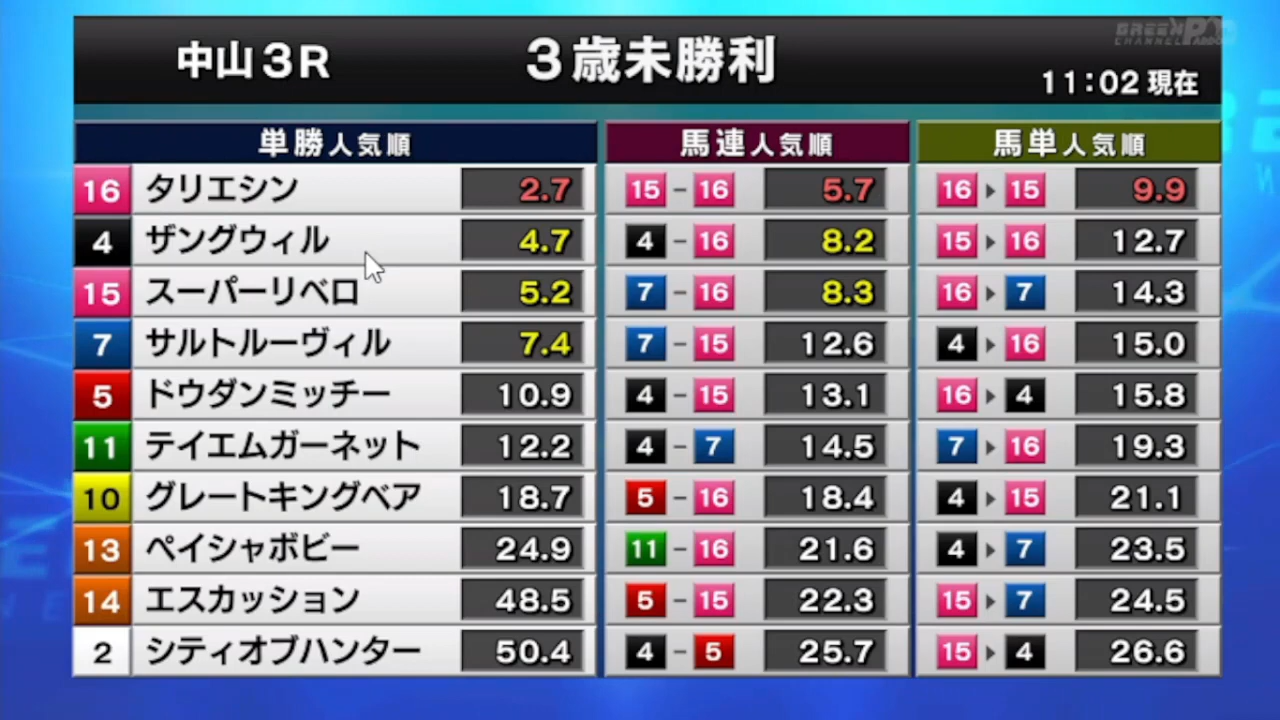 GREEN CHANNEL
中山3R 3歳未勝利 11:02現在
単勝人気順 馬連人気順 馬単人気順
16 タリエシン 2.7 15-16 5.7 16▸15 9.9
4 ザングウィル 4.7 4-16 8.2 15▸16 12.7
15 スーパーリベロ 5.2 7-16 8.3 16▸7 14.3
7 サルトルーヴィル 7.4 7-15 12.6 4▸16 15.0
5 ドウダンミッチー 10.9 4-15 13.1 16▸4 15.8
11 テイエムガーネット 12.2 4-7 14.5 7▸16 19.3
10 グレートキングベア 18.7 5-16 18.4 4▸15 21.1
13 ペイシャボビー 24.9 11-16 21.6 4▸7 23.5
14 エスカッション 48.5 5-15 22.3 15▸7 24.5
2 シティオブハンター 50.4 4-5 25.7 15▸4 26.6